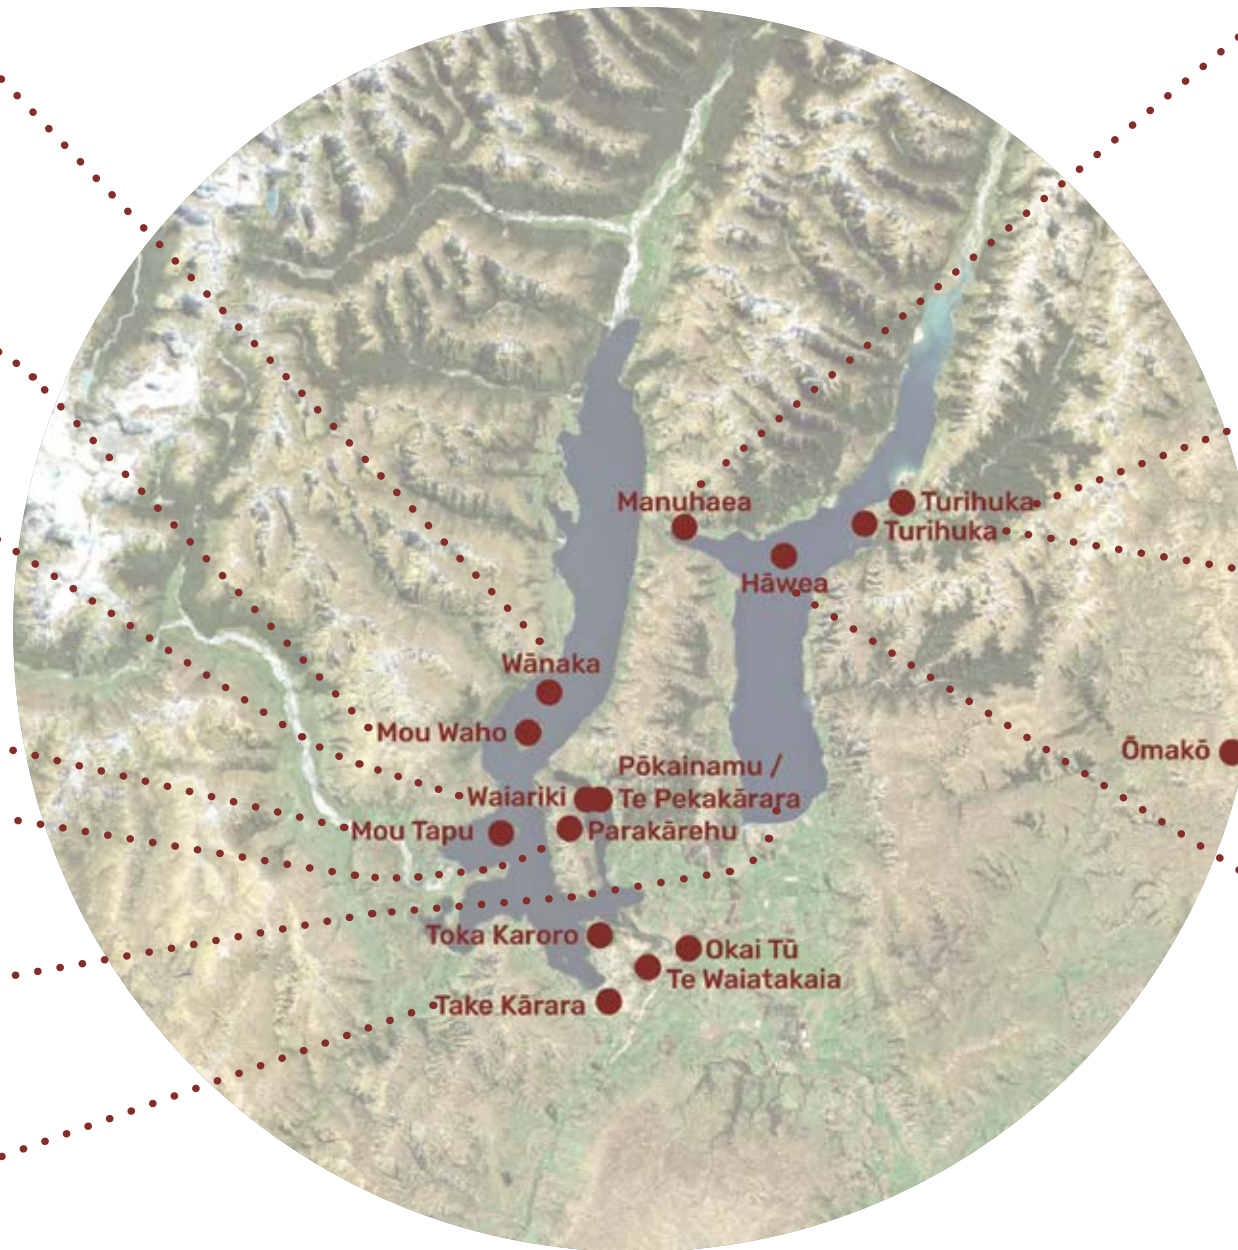 Manuhaea
Turihuka
Turihuka
Hāwea
Wānaka
Mou Waho
Ōmakō
Pōkainamu /
Te Pekakārara
Waiariki
Mou Tapu
Parakārehu
Toka Karoro
Okai Tū
Te Waiatakaia
Take Kārara